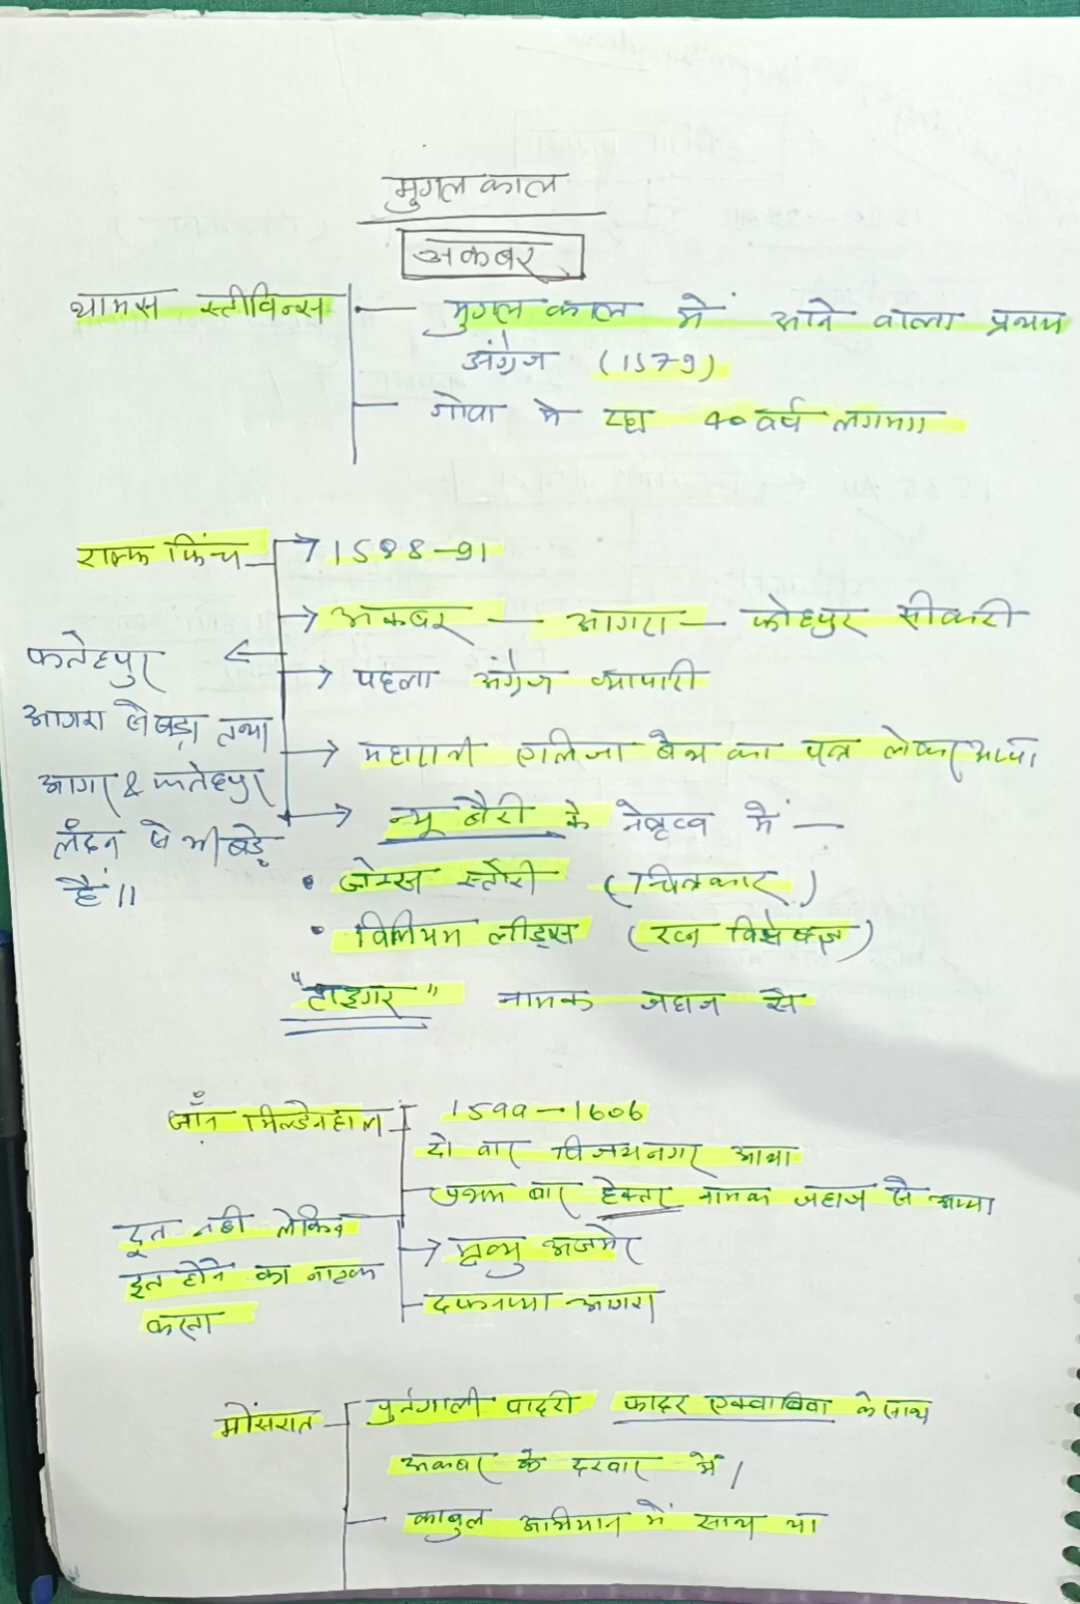 मुगल काल
अकबर
थामस स्टीविन्स
मुगल काल में आने वाला प्रथम
अंग्रेज (1579)
गोवा मे रहा 40 वर्ष लगभग
राल्फ फिंच
1588-91
अकबर - आगरा - फतेहपुर सीकरी
पहला अंग्रेज व्यापारी
महारानी एलिजा बेथ का पत्र लेकर आया
न्यू बैरी के नेतृत्व में -
• जेम्स स्टोरी (चित्रकार)
• विलियम लीड्स (रत्न विशेषज्ञ)
"टाइगर" नामक जहाज से
फतेहपुर
आगरा से बड़ा तथा
आगरा & फतेहपुर
लंदन से भी बड़े
हैं॥
जॉन मिल्डेनहाल
1599-1606
दो बार विजयनगर आया
प्रथम बार हेक्टर नामक जहाज से आया
मृत्यु अजमेर
दफनाया आगरा
दूत नही लेकिन
दूत होने का नाटक
करता
मोंसरात
पुर्तगाली पादरी फादर एक्वाविवा के साथ
अकबर के दरबार में।
काबुल अभियान में साथ था